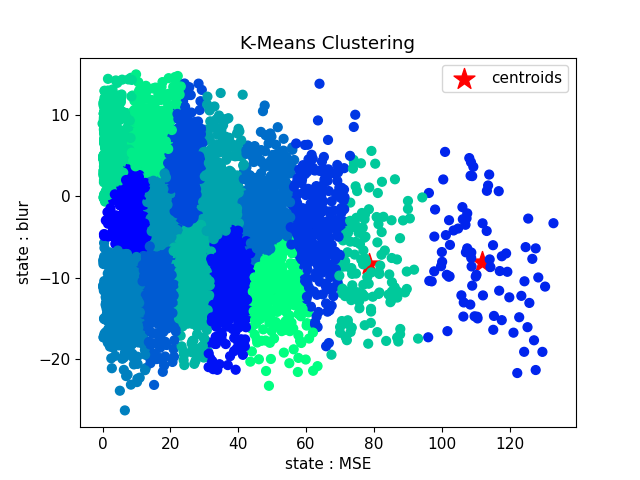 K-Means Clustering
centroids
10
0
−10
−20
state : blur
0 20 40 60 80 100 120
state : MSE